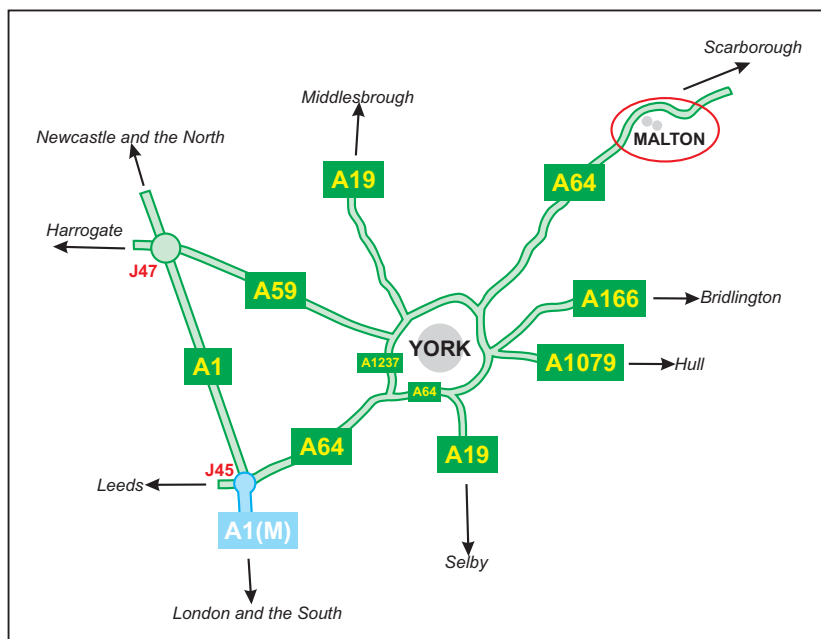 Scarborough
Middlesbrough
Newcastle and the North
MALTON
A19
A64
Harrogate
J47
A59
A166
Bridlington
YORK
A1
A1237
A1079
Hull
A64
A64
A19
J45
Leeds
A1(M)
Selby
London and the South